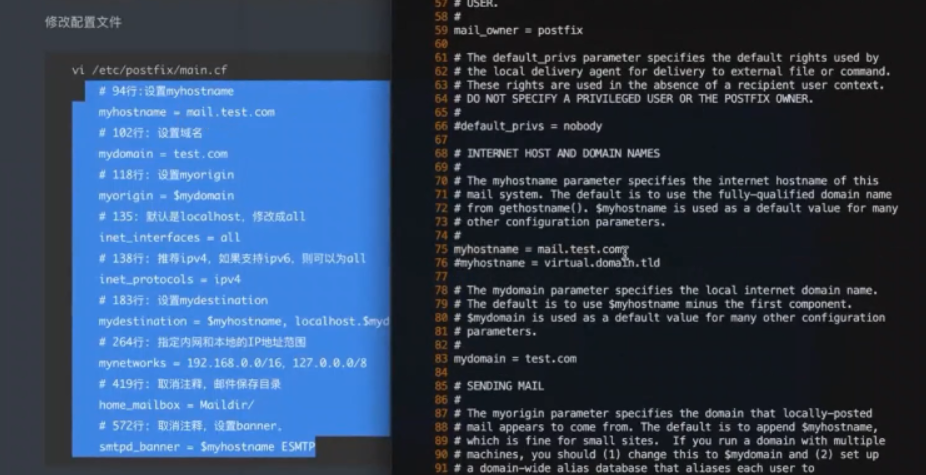 修改配置文件
vi /etc/postfix/main.cf
# 94行:设置myhostname
myhostname = mail.test.com
# 102行: 设置域名
mydomain = test.com
# 118行: 设置myorigin
myorigin = $mydomain
# 135: 默认是localhost, 修改成all
inet_interfaces = all
# 138行: 推荐ipv4, 如果支持ipv6, 则可以为all
inet_protocols = ipv4
# 183行: 设置mydestination
mydestination = $myhostname, localhost.$myd
# 264行: 指定内网和本地的IP地址范围
mynetworks = 192.168.0.0/16, 127.0.0.0/8
# 419行: 取消注释, 邮件保存目录
home_mailbox = Maildir/
# 572行: 取消注释, 设置banner。
smtpd_banner = $myhostname ESMTP
57 # USER.
58 #
59 mail_owner = postfix
60
61 # The default_privs parameter specifies the default rights used by
62 # the local delivery agent for delivery to external file or command.
63 # These rights are used in the absence of a recipient user context.
64 # DO NOT SPECIFY A PRIVILEGED USER OR THE POSTFIX OWNER.
65 #
66 #default_privs = nobody
67
68 # INTERNET HOST AND DOMAIN NAMES
69 #
70 # The myhostname parameter specifies the internet hostname of this
71 # mail system. The default is to use the fully-qualified domain name
72 # from gethostname(). $myhostname is used as a default value for many
73 # other configuration parameters.
74 #
75 myhostname = mail.test.com
76 #myhostname = virtual.domain.tld
77
78 # The mydomain parameter specifies the local internet domain name.
79 # The default is to use $myhostname minus the first component.
80 # $mydomain is used as a default value for many other configuration
81 # parameters.
82 #
83 mydomain = test.com
84
85 # SENDING MAIL
86 #
87 # The myorigin parameter specifies the domain that locally-posted
88 # mail appears to come from. The default is to append $myhostname,
89 # which is fine for small sites.  If you run a domain with multiple
90 # machines, you should (1) change this to $mydomain and (2) set up
91 # a domain-wide alias database that aliases each user to